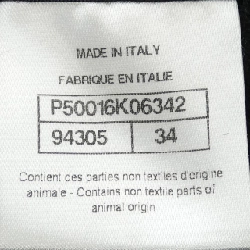 MADE IN ITALY
FABRIQUE EN ITALIE
P50016K06342
94305 34
Contient des parties non textiles d'origine
animale - Contains non textile parts of
animal origin